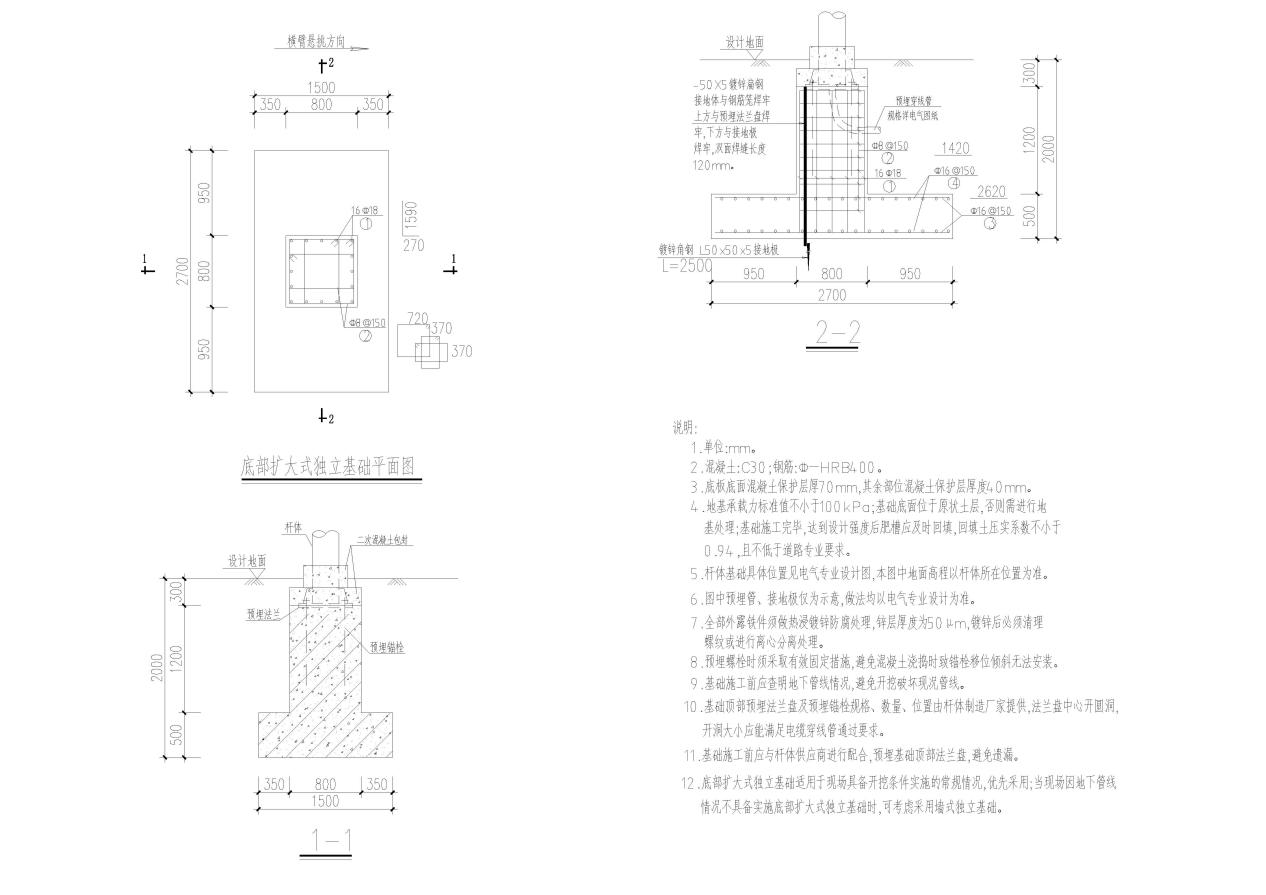 横臂悬挑方向
2
1500
350 800 350
950
16Φ18
1
1590
270
1
1
2700
800
Φ8@150
2
720
370
370
950
2
底部扩大式独立基础平面图
杆体
二次混凝土包封
设计地面
300
预埋法兰
预埋锚栓
2000
1200
500
350 800 350
1500
1-1
设计地面
-50X5镀锌扁钢
接地体与钢筋笼焊牢
上方与预埋法兰盘焊
牢,下方与接地极
焊牢,双面焊缝长度
120mm。
预埋穿线管
规格详电气图纸
Φ8@150
2
1420
16Φ18
1
Φ16@150
4
2620
Φ16@150
3
300
1200
2000
500
镀锌角钢 L50x50x5接地极
L=2500
950 800 950
2700
2-2
说明:
1.单位:mm。
2.混凝土:C30;钢筋:Φ—HRB400。
3.底板底面混凝土保护层厚70mm,其余部位混凝土保护层厚度40mm。
4.地基承载力标准值不小于100kPa;基础底面位于原状土层,否则需进行地
基处理;基础施工完毕,达到设计强度后肥槽应及时回填,回填土压实系数不小于
0.94,且不低于道路专业要求。
5.杆体基础具体位置见电气专业设计图,本图中地面高程以杆体所在位置为准。
6.图中预埋管、接地极仅为示意,做法均以电气专业设计为准。
7.全部外露铁件须做热浸镀锌防腐处理,锌层厚度为50μm,镀锌后必须清理
螺纹或进行离心分离处理。
8.预埋螺栓时须采取有效固定措施,避免混凝土浇捣时致锚栓移位倾斜无法安装。
9.基础施工前应查明地下管线情况,避免开挖破坏现况管线。
10.基础顶部预埋法兰盘及预埋锚栓规格、数量、位置由杆体制造厂家提供,法兰盘中心开圆洞,
开洞大小应能满足电缆穿线管通过要求。
11.基础施工前应与杆体供应商进行配合,预埋基础顶部法兰盘,避免遗漏。
12.底部扩大式独立基础适用于现场具备开挖条件实施的常规情况,优先采用;当现场因地下管线
情况不具备实施底部扩大式独立基础时,可考虑采用墙式独立基础。